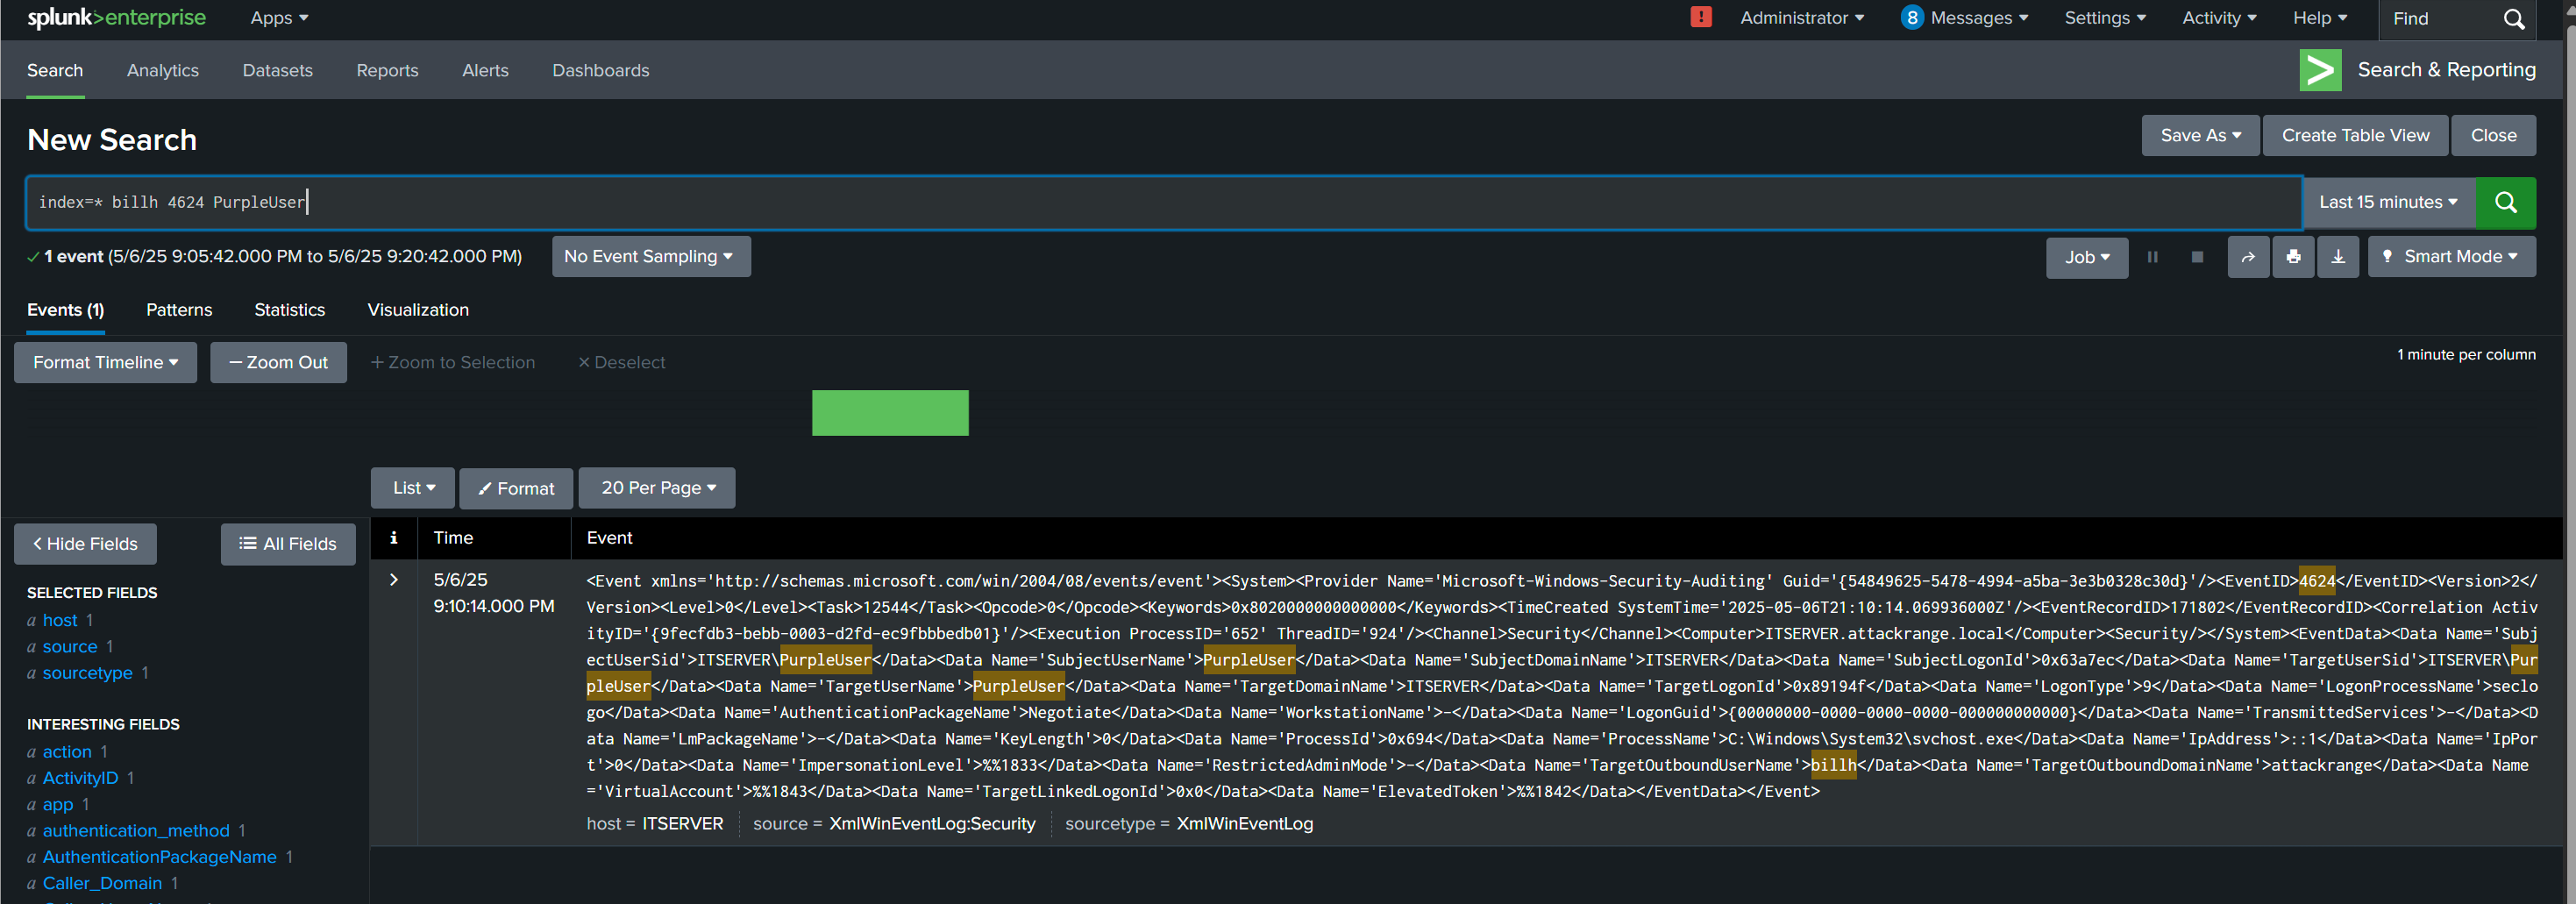 splunk>enterprise Apps ▾ ! Administrator ▾ 8 Messages ▾ Settings ▾ Activity ▾ Help ▾ Find
Search Analytics Datasets Reports Alerts Dashboards > Search & Reporting
New Search
Save As ▾ Create Table View Close
index=* billh 4624 PurpleUser
Last 15 minutes ▾
✓ 1 event (5/6/25 9:05:42.000 PM to 5/6/25 9:20:42.000 PM) No Event Sampling ▾
Job ▾ Smart Mode ▾
Events (1) Patterns Statistics Visualization
Format Timeline ▾ — Zoom Out + Zoom to Selection × Deselect
1 minute per column
List ▾ Format 20 Per Page ▾
< Hide Fields All Fields
SELECTED FIELDS
a host 1
a source 1
a sourcetype 1
INTERESTING FIELDS
a action 1
a ActivityID 1
a app 1
a authentication_method 1
a AuthenticationPackageName 1
a Caller_Domain 1
i Time Event
> 5/6/25
9:10:14.000 PM
<Event xmlns='http://schemas.microsoft.com/win/2004/08/events/event'><System><Provider Name='Microsoft-Windows-Security-Auditing' Guid='{54849625-5478-4994-a5ba-3e3b0328c30d}'/><EventID>4624</EventID><Version>2</
Version><Level>0</Level><Task>12544</Task><Opcode>0</Opcode><Keywords>0x8020000000000000</Keywords><TimeCreated SystemTime='2025-05-06T21:10:14.069936000Z'/><EventRecordID>171802</EventRecordID><Correlation Activ
ityID='{9fecfdb3-bebb-0003-d2fd-ec9fbbbedb01}'/><Execution ProcessID='652' ThreadID='924'/><Channel>Security</Channel><Computer>ITSERVER.attackrange.local</Computer><Security/></System><EventData><Data Name='Subj
ectUserSid'>ITSERVER\PurpleUser</Data><Data Name='SubjectUserName'>PurpleUser</Data><Data Name='SubjectDomainName'>ITSERVER</Data><Data Name='SubjectLogonId'>0x63a7ec</Data><Data Name='TargetUserSid'>ITSERVER\Pur
pleUser</Data><Data Name='TargetUserName'>PurpleUser</Data><Data Name='TargetDomainName'>ITSERVER</Data><Data Name='TargetLogonId'>0x89194f</Data><Data Name='LogonType'>9</Data><Data Name='LogonProcessName'>seclo
go</Data><Data Name='AuthenticationPackageName'>Negotiate</Data><Data Name='WorkstationName'>-</Data><Data Name='LogonGuid'>{00000000-0000-0000-0000-000000000000}</Data><Data Name='TransmittedServices'>-</Data><D
ata Name='LmPackageName'>-</Data><Data Name='KeyLength'>0</Data><Data Name='ProcessId'>0x694</Data><Data Name='ProcessName'>C:\Windows\System32\svchost.exe</Data><Data Name='IpAddress'>::1</Data><Data Name='IpPor
t'>0</Data><Data Name='ImpersonationLevel'>%%1833</Data><Data Name='RestrictedAdminMode'>-</Data><Data Name='TargetOutboundUserName'>billh</Data><Data Name='TargetOutboundDomainName'>attackrange</Data><Data Name
='VirtualAccount'>%%1843</Data><Data Name='TargetLinkedLogonId'>0x0</Data><Data Name='ElevatedToken'>%%1842</Data></EventData></Event>
host = ITSERVER source = XmlWinEventLog:Security sourcetype = XmlWinEventLog